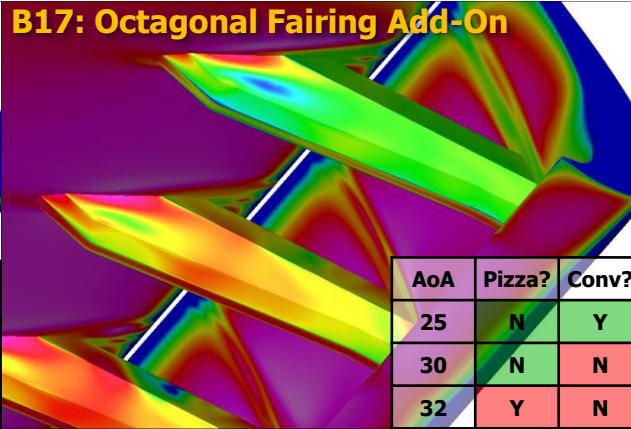 B17: Octagonal Fairing Add-On
AoA Pizza? Conv?
25 N Y
30 N N
32 Y N